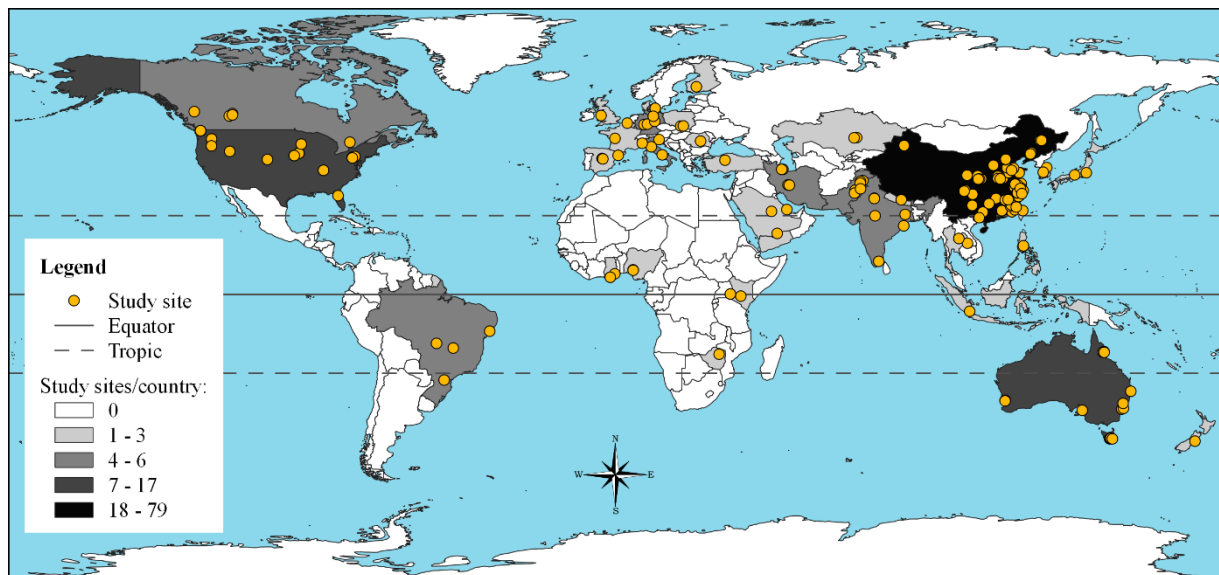 Legend
Study site
Equator
Tropic
Study sites/country:
0
1 - 3
4 - 6
7 - 17
18 - 79
N
W E
S